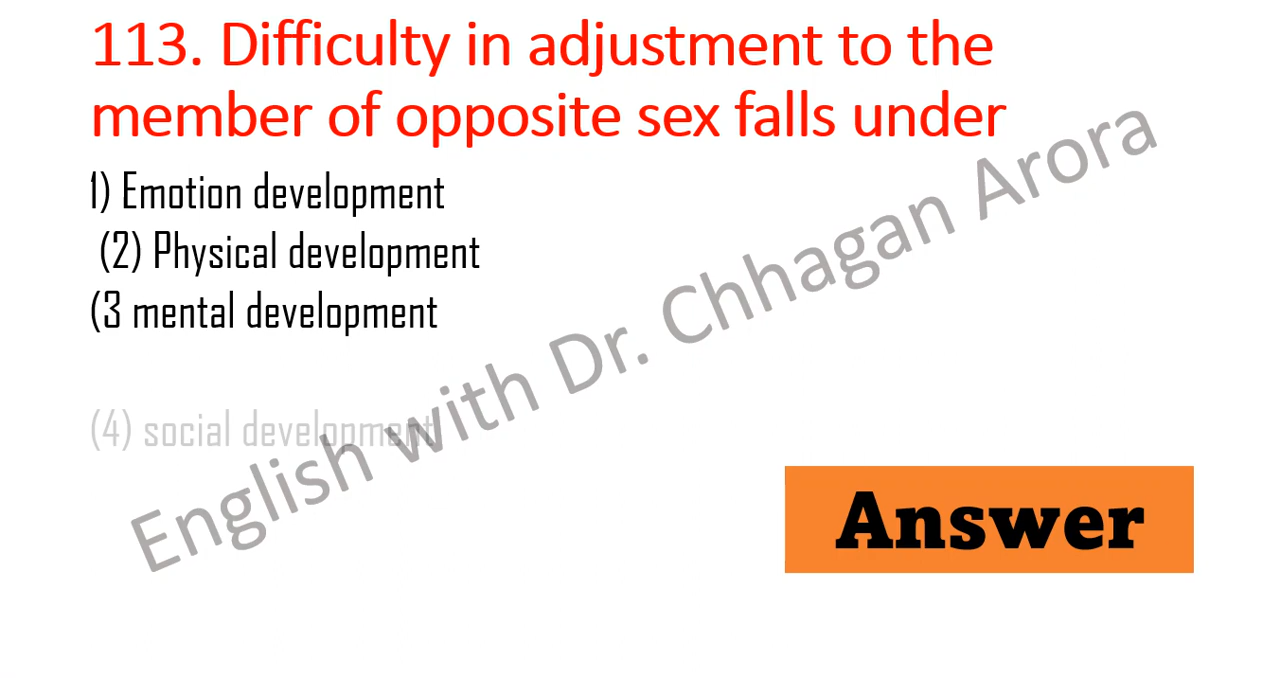 113. Difficulty in adjustment to the
member of opposite sex falls under
1) Emotion development
(2) Physical development
(3 mental development
(4) social development
English with Dr. Chhagan Arora
Answer